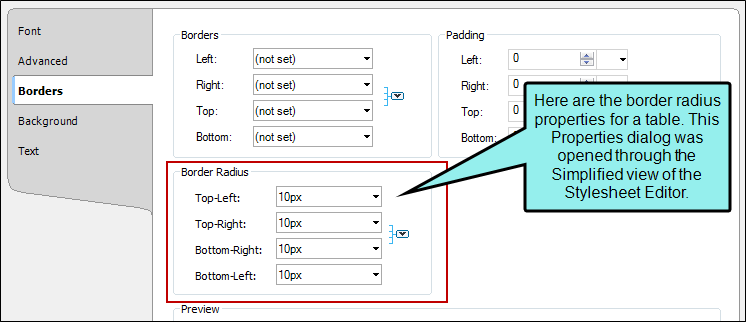 Font
Advanced
Borders
Background
Text
Borders
Left: (not set)
Right: (not set)
Top: (not set)
Bottom: (not set)
Padding
Left: 0
Right: 0
Top: 0
Bottom:
Here are the border radius
properties for a table. This
Properties dialog was
opened through the
Simplified view of the
Stylesheet Editor.
Border Radius
Top-Left: 10px
Top-Right: 10px
Bottom-Right: 10px
Bottom-Left: 10px
Preview